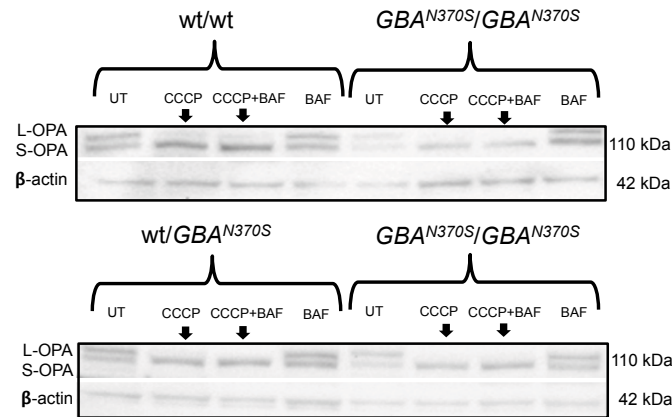 wt/wt GBA^N370S/GBA^N370S
UT CCCP CCCP+BAF BAF UT CCCP CCCP+BAF BAF
L-OPA
S-OPA 110 kDa
β-actin 42 kDa
wt/GBA^N370S GBA^N370S/GBA^N370S
UT CCCP CCCP+BAF BAF UT CCCP CCCP+BAF BAF
L-OPA
S-OPA 110 kDa
β-actin 42 kDa